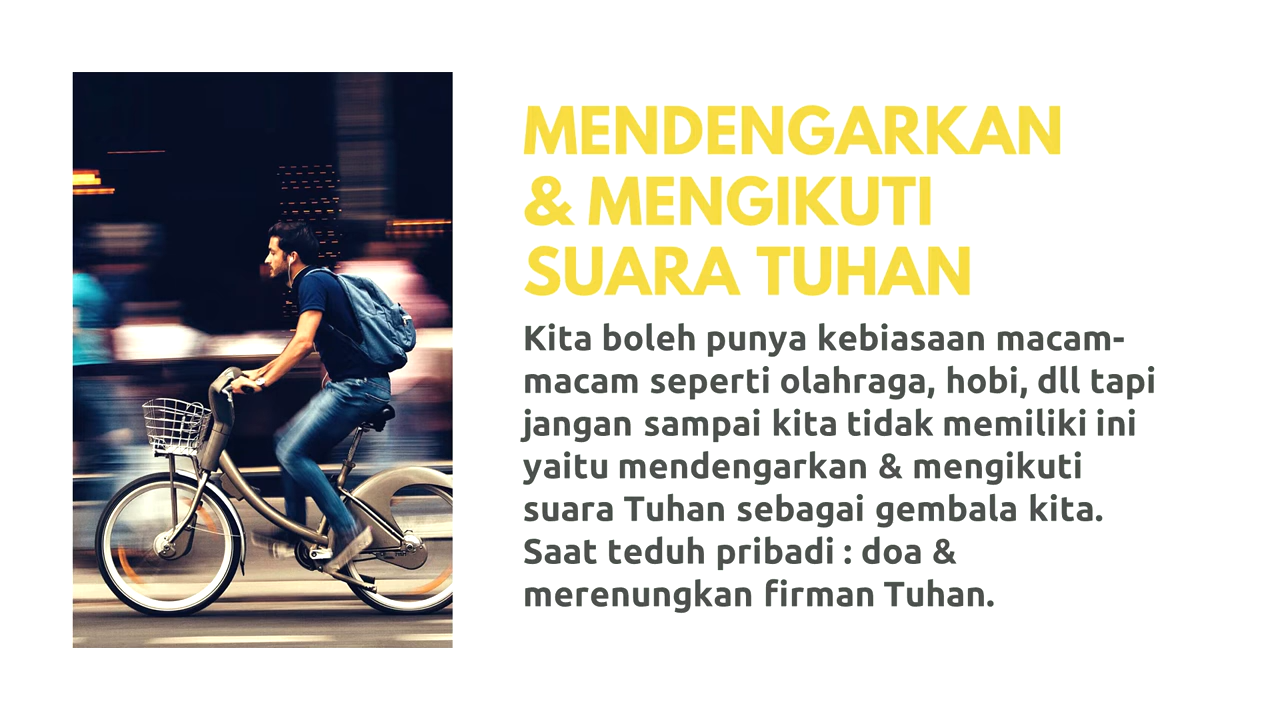 MENDENGARKAN
& MENGIKUTI
SUARA TUHAN
Kita boleh punya kebiasaan macam-
macam seperti olahraga, hobi, dll tapi
jangan sampai kita tidak memiliki ini
yaitu mendengarkan & mengikuti
suara Tuhan sebagai gembala kita.
Saat teduh pribadi : doa &
merenungkan firman Tuhan.